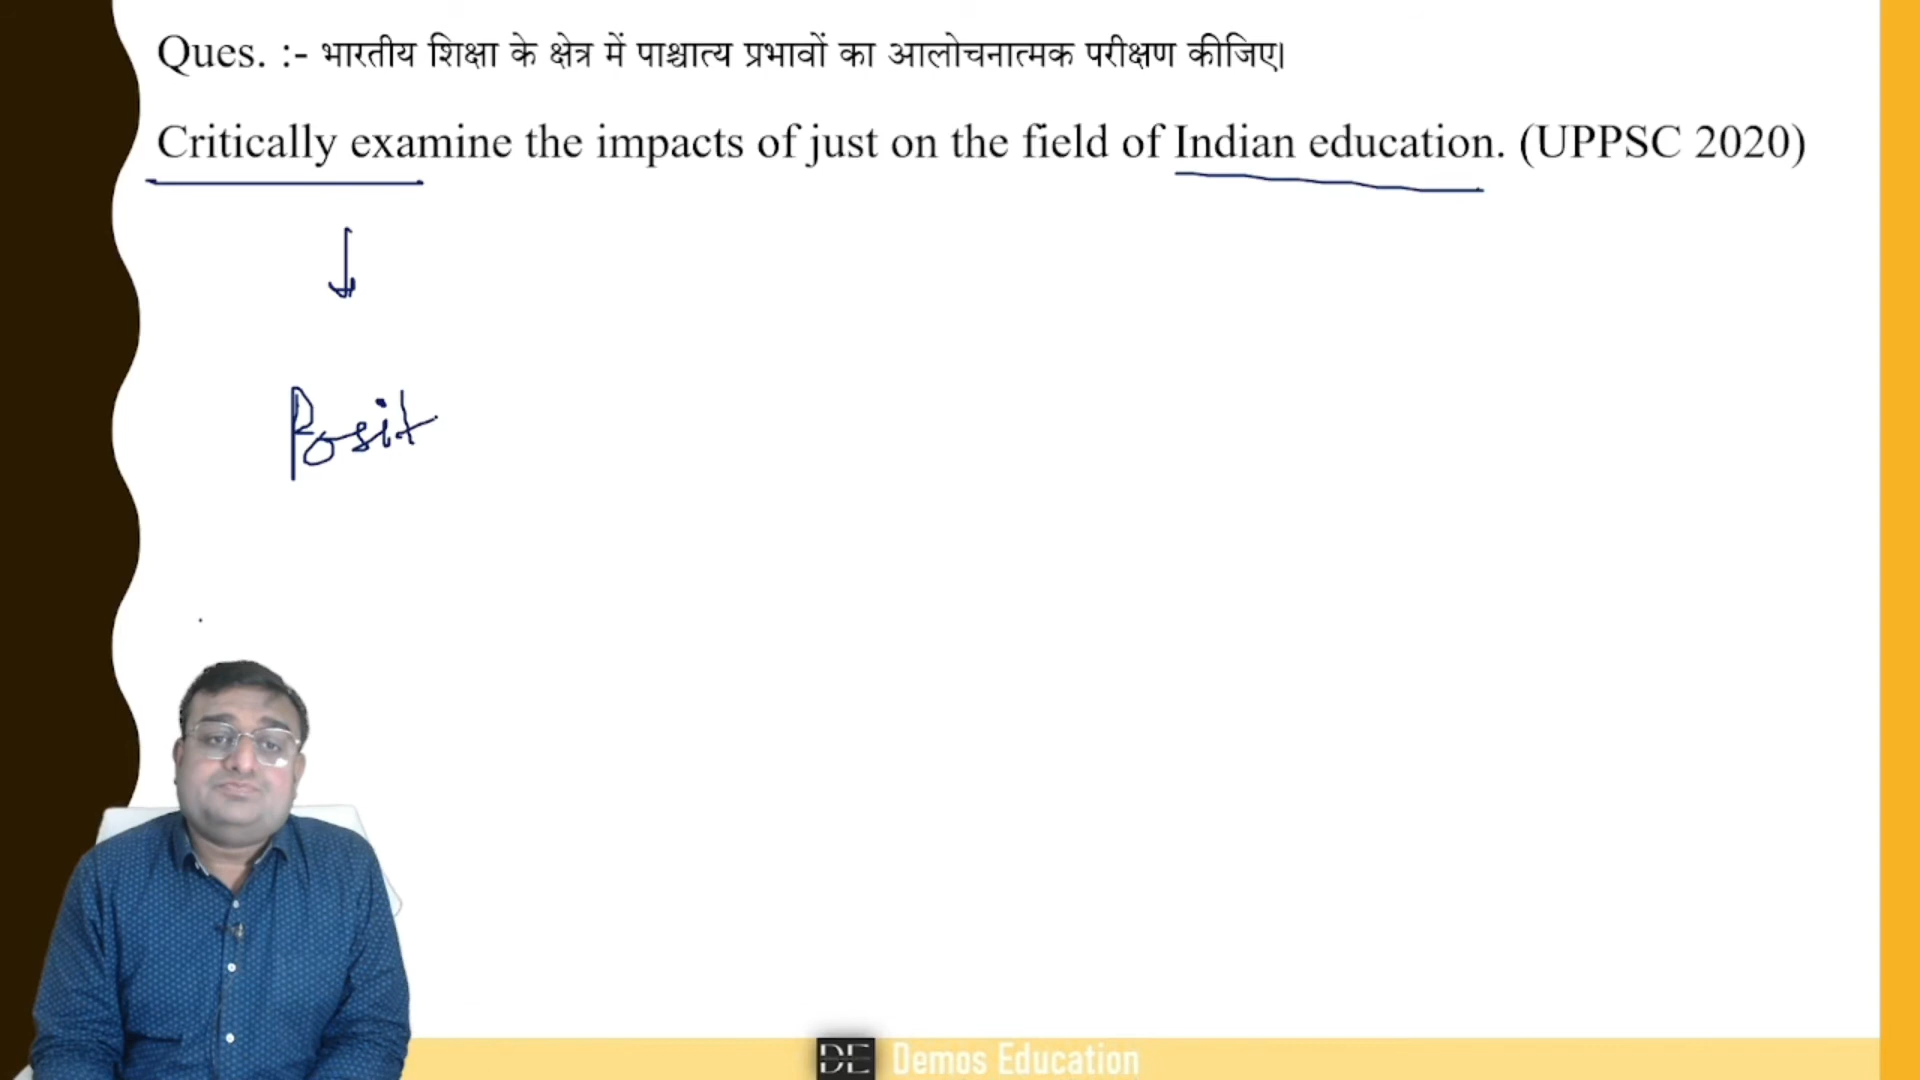 Ques. :- भारतीय शिक्षा के क्षेत्र में पाश्चात्य प्रभावों का आलोचनात्मक परीक्षण कीजिए।
Critically examine the impacts of just on the field of Indian education. (UPPSC 2020)
Posit
DE Demos Education